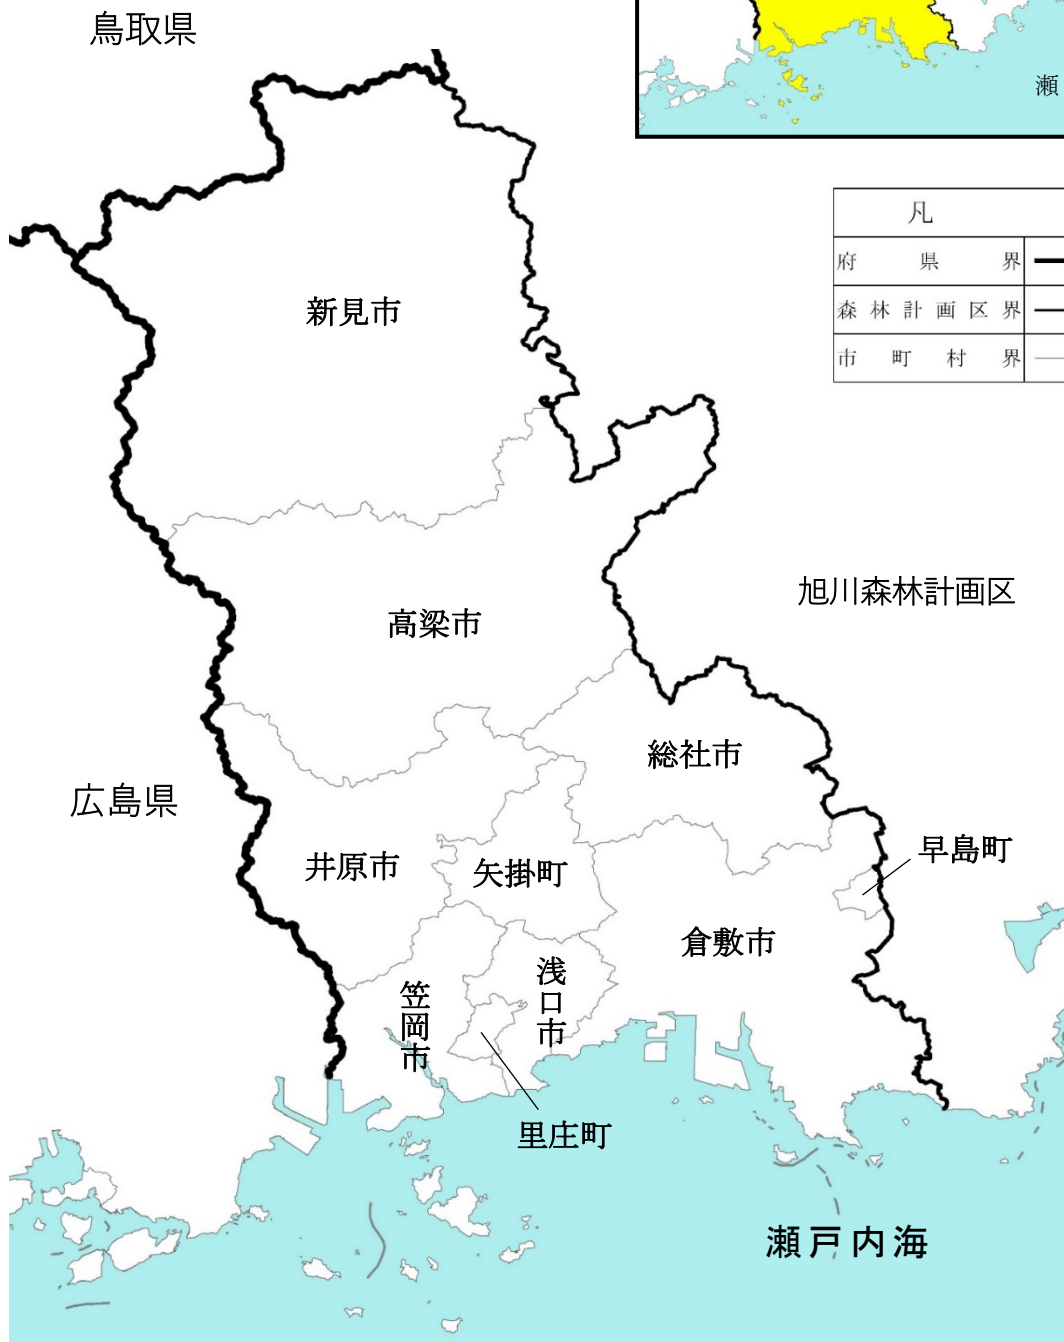 鳥取県
瀬
凡
府県界
森林計画区界
市町村界
新見市
旭川森林計画区
高梁市
総社市
広島県
早島町
井原市
矢掛町
倉敷市
浅口市
笠岡市
里庄町
瀬戸内海